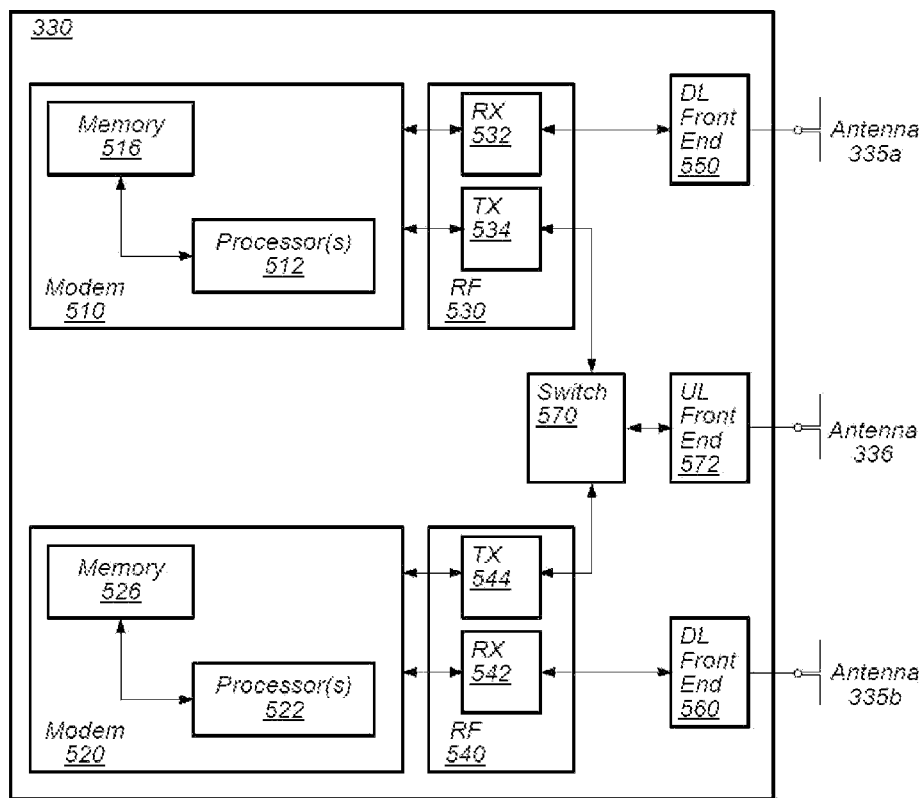 330
Memory
516
Processor(s)
512
Modem
510
RX
532
TX
534
RF
530
DL
Front
End
550
Antenna
335a
Switch
570
UL
Front
End
572
Antenna
336
Memory
526
Processor(s)
522
Modem
520
TX
544
RX
542
RF
540
DL
Front
End
560
Antenna
335b